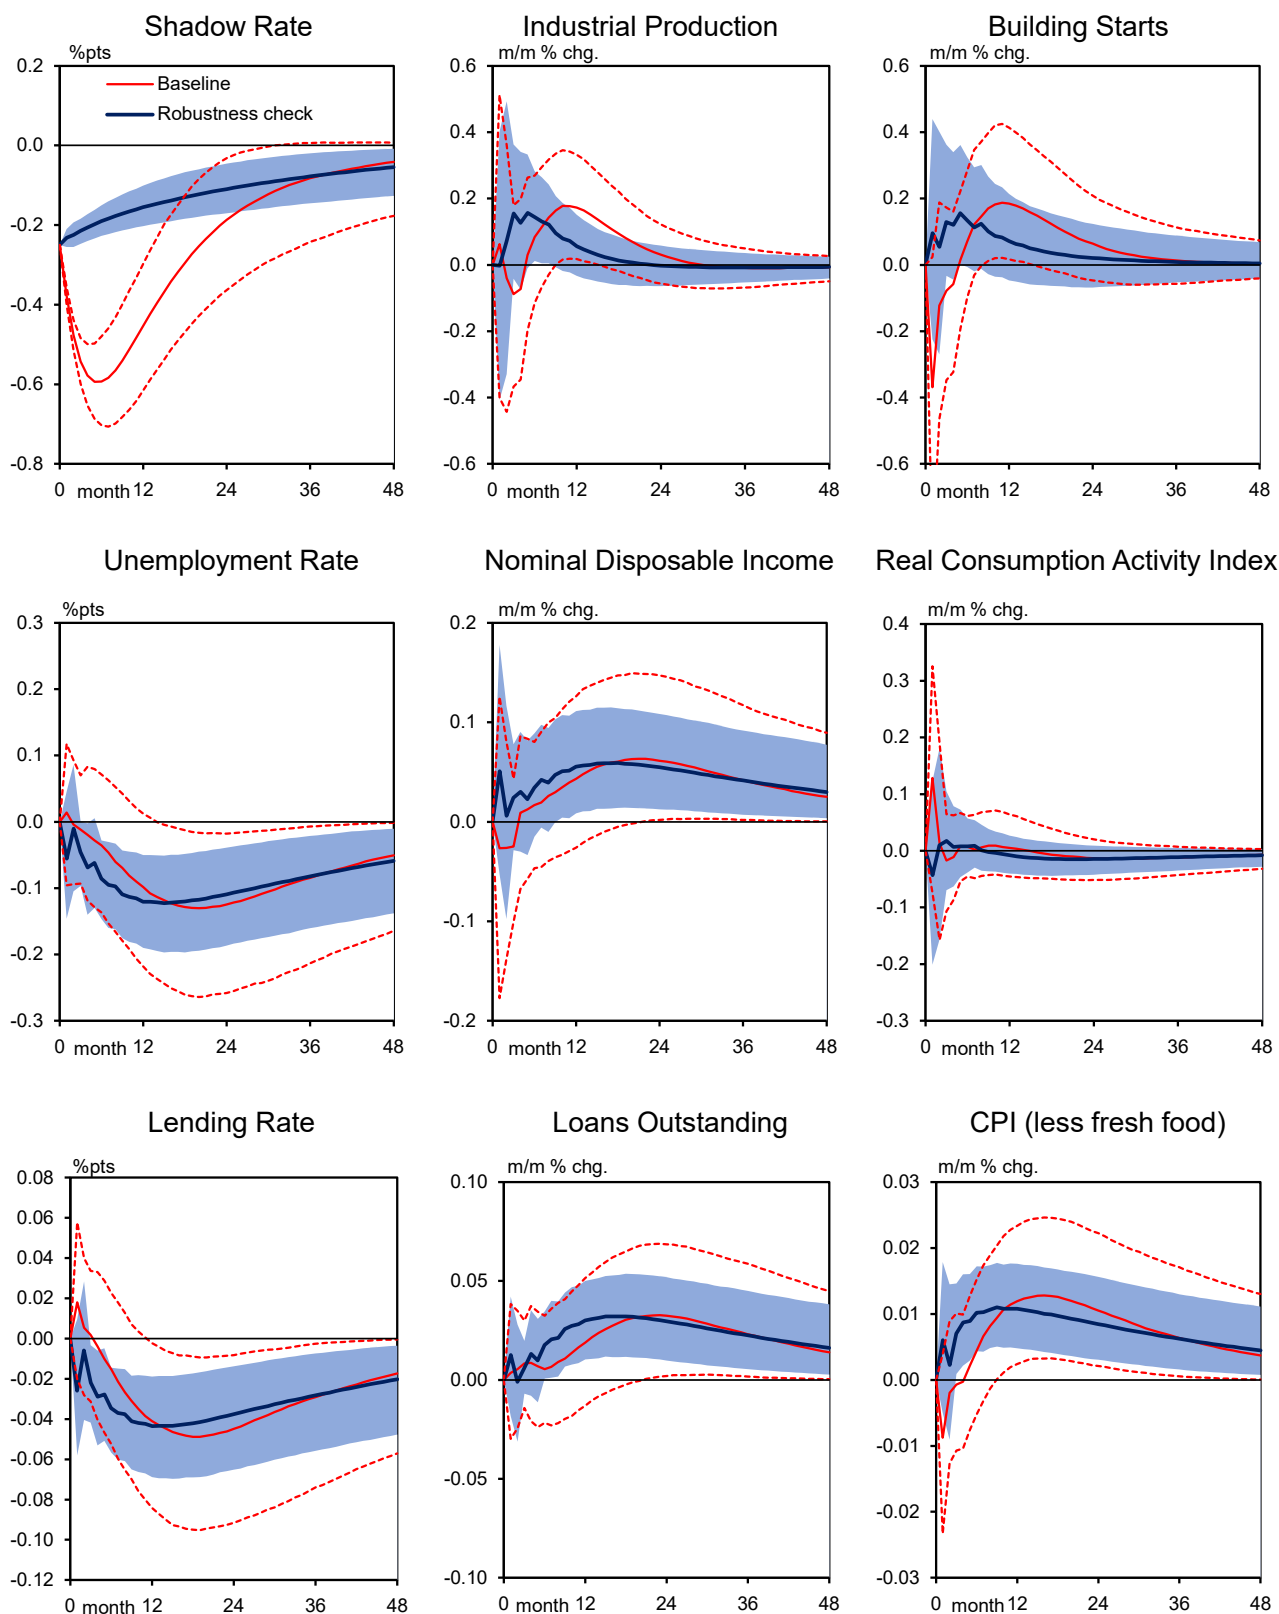 Shadow Rate
%pts
0.2
0.0
-0.2
-0.4
-0.6
-0.8
Baseline
Robustness check
0 month 12 24 36 48
Industrial Production
m/m % chg.
0.6
0.4
0.2
0.0
-0.2
-0.4
-0.6
0 month 12 24 36 48
Building Starts
m/m % chg.
0.6
0.4
0.2
0.0
-0.2
-0.4
-0.6
0 month 12 24 36 48
Unemployment Rate
%pts
0.3
0.2
0.1
0.0
-0.1
-0.2
-0.3
0 month 12 24 36 48
Nominal Disposable Income
m/m % chg.
0.2
0.1
0.0
-0.1
-0.2
0 month 12 24 36 48
Real Consumption Activity Index
m/m % chg.
0.4
0.3
0.2
0.1
0.0
-0.1
-0.2
-0.3
0 month 12 24 36 48
Lending Rate
%pts
0.08
0.06
0.04
0.02
0.00
-0.02
-0.04
-0.06
-0.08
-0.10
-0.12
0 month 12 24 36 48
Loans Outstanding
m/m % chg.
0.10
0.05
0.00
-0.05
-0.10
0 month 12 24 36 48
CPI (less fresh food)
m/m % chg.
0.03
0.02
0.01
0.00
-0.01
-0.02
-0.03
0 month 12 24 36 48